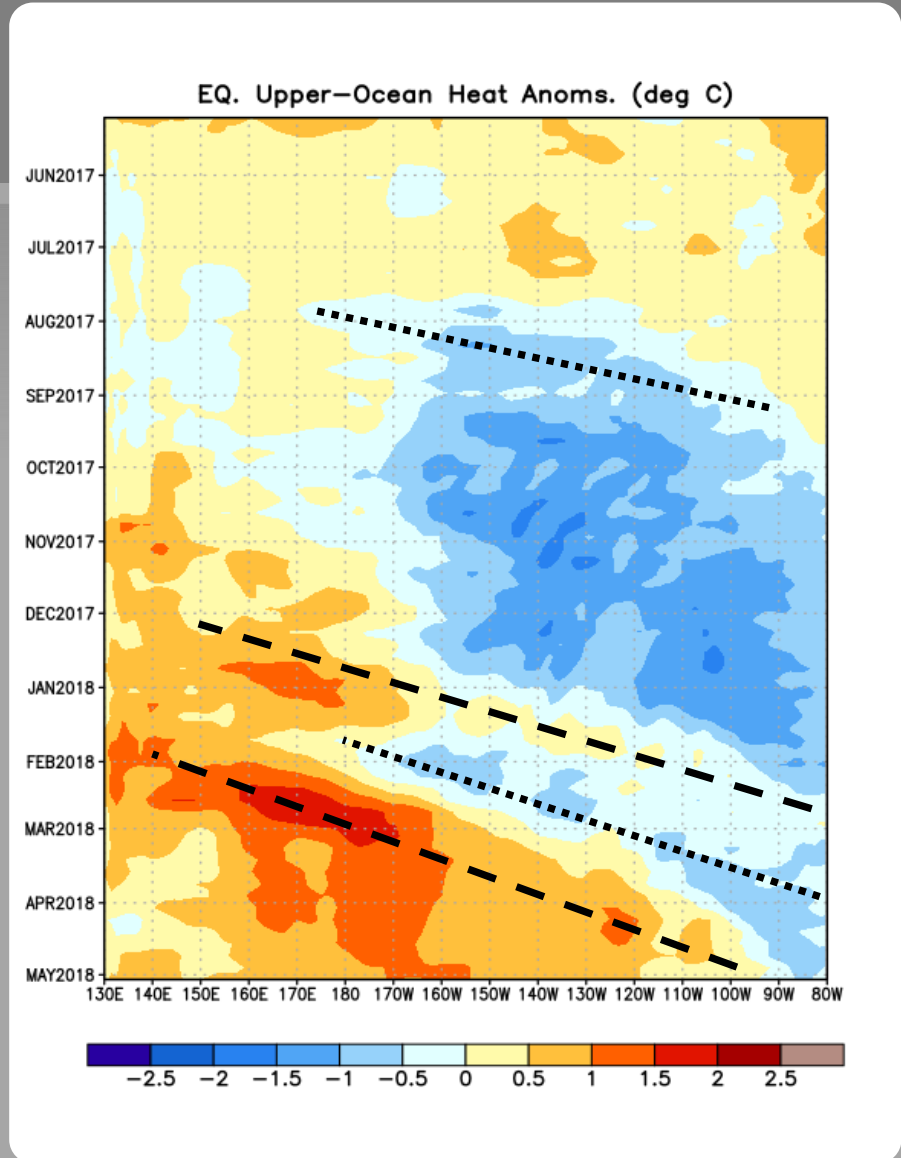 EQ. Upper-Ocean Heat Anoms. (deg C)
JUN2017
JUL2017
AUG2017
SEP2017
OCT2017
NOV2017
DEC2017
JAN2018
FEB2018
MAR2018
APR2018
MAY2018
130E 140E 150E 160E 170E 180 170W 160W 150W 140W 130W 120W 110W 100W 90W 80W
-2.5 -2 -1.5 -1 -0.5 0 0.5 1 1.5 2 2.5